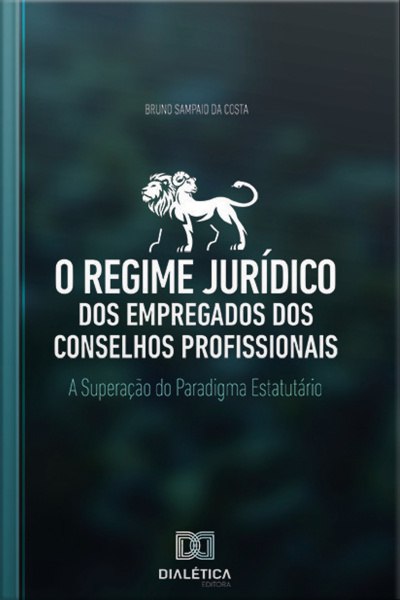 BRUNO SAMPAIO DA COSTA
O REGIME JURÍDICO
DOS EMPREGADOS DOS
CONSELHOS PROFISSIONAIS
A Superação do Paradigma Estatutário
DIALÉTICA
EDITORA